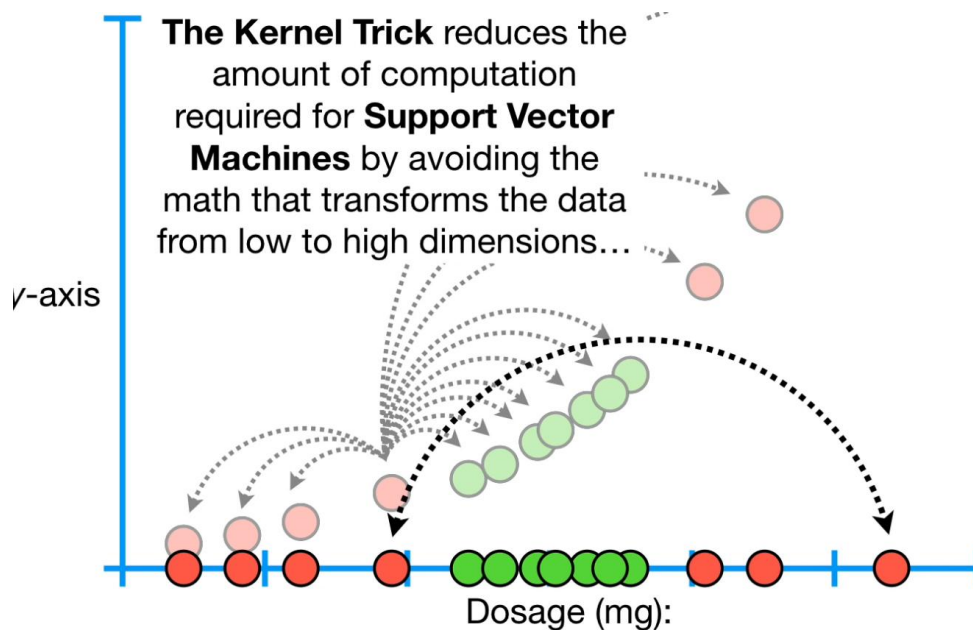 The Kernel Trick reduces the
amount of computation
required for Support Vector
Machines by avoiding the
math that transforms the data
from low to high dimensions…
y-axis
Dosage (mg):